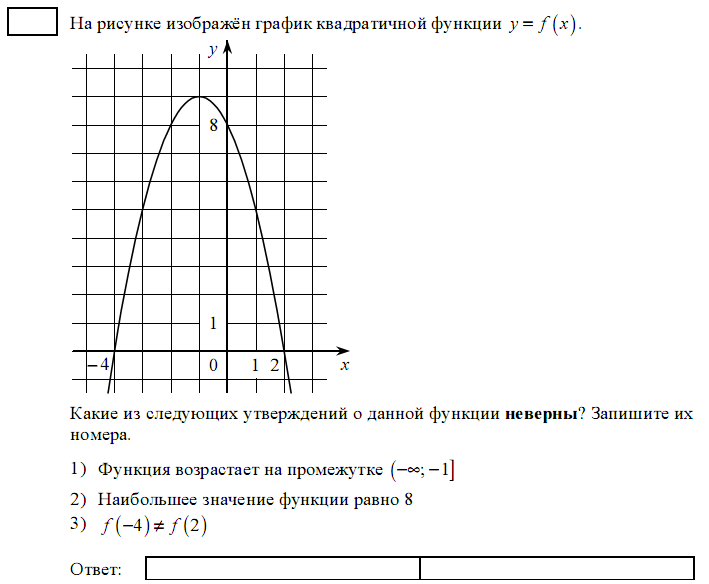 На рисунке изображён график квадратичной функции y = f(x).
y
8
1
−4 0 1 2 x
Какие из следующих утверждений о данной функции неверны? Запишите их
номера.
1) Функция возрастает на промежутке (−∞; −1]
2) Наибольшее значение функции равно 8
3) f(−4) ≠ f(2)
Ответ: